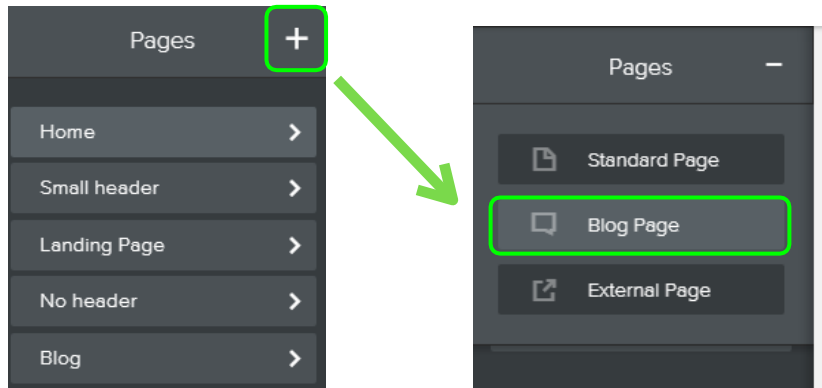 Pages +
Home
Small header
Landing Page
No header
Blog
Pages −
Standard Page
Blog Page
External Page